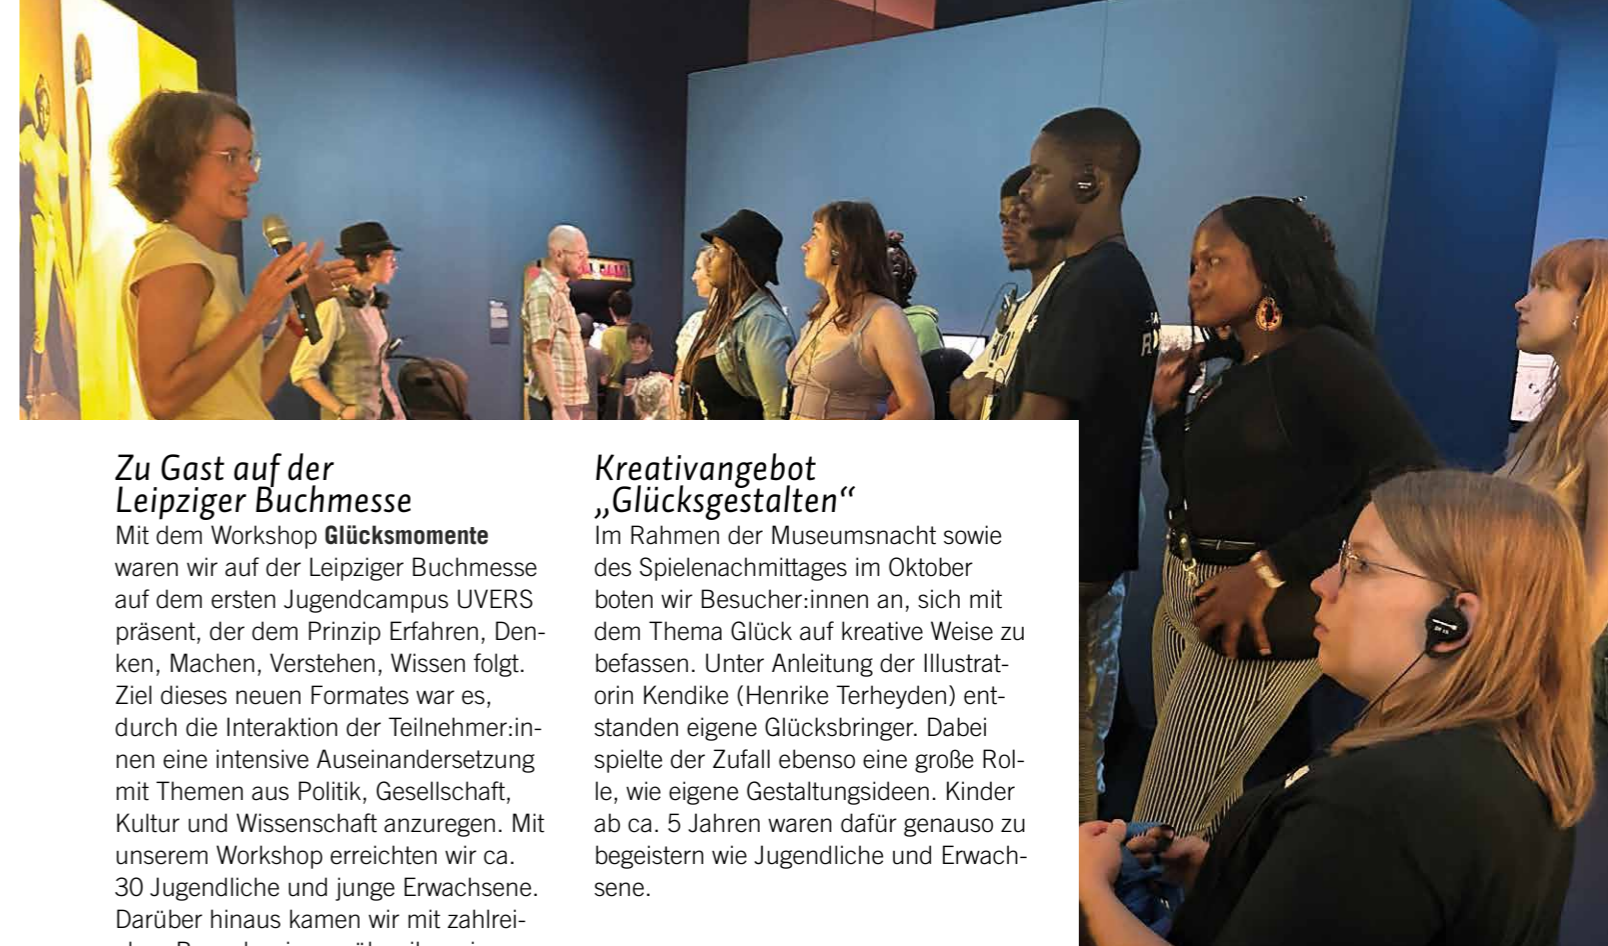 Zu Gast auf der
Leipziger Buchmesse
Mit dem Workshop Glücksmomente
waren wir auf der Leipziger Buchmesse
auf dem ersten Jugendcampus UVERS
präsent, der dem Prinzip Erfahren, Den-
ken, Machen, Verstehen, Wissen folgt.
Ziel dieses neuen Formates war es,
durch die Interaktion der Teilnehmer:in-
nen eine intensive Auseinandersetzung
mit Themen aus Politik, Gesellschaft,
Kultur und Wissenschaft anzuregen. Mit
unserem Workshop erreichten wir ca.
30 Jugendliche und junge Erwachsene.
Darüber hinaus kamen wir mit zahlrei-
Kreativangebot
„Glücksgestalten“
Im Rahmen der Museumsnacht sowie
des Spielenachmittages im Oktober
boten wir Besucher:innen an, sich mit
dem Thema Glück auf kreative Weise zu
befassen. Unter Anleitung der Illustrat-
orin Kendike (Henrike Terheyden) ent-
standen eigene Glücksbringer. Dabei
spielte der Zufall ebenso eine große Rol-
le, wie eigene Gestaltungsideen. Kinder
ab ca. 5 Jahren waren dafür genauso zu
begeistern wie Jugendliche und Erwach-
sene.